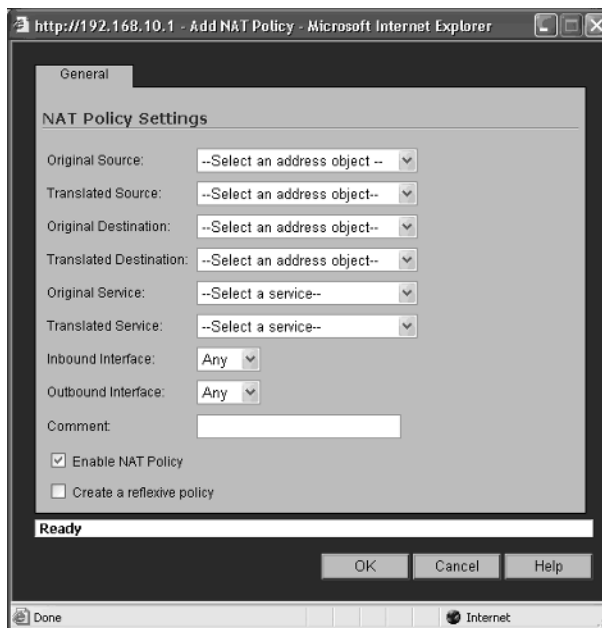 http://192.168.10.1 - Add NAT Policy - Microsoft Internet Explorer
General
NAT Policy Settings
Original Source: --Select an address object --
Translated Source: --Select an address object--
Original Destination: --Select an address object--
Translated Destination: --Select an address object--
Original Service: --Select a service--
Translated Service: --Select a service--
Inbound Interface: Any
Outbound Interface: Any
Comment:
Enable NAT Policy
Create a reflexive policy
Ready
OK Cancel Help
Done Internet